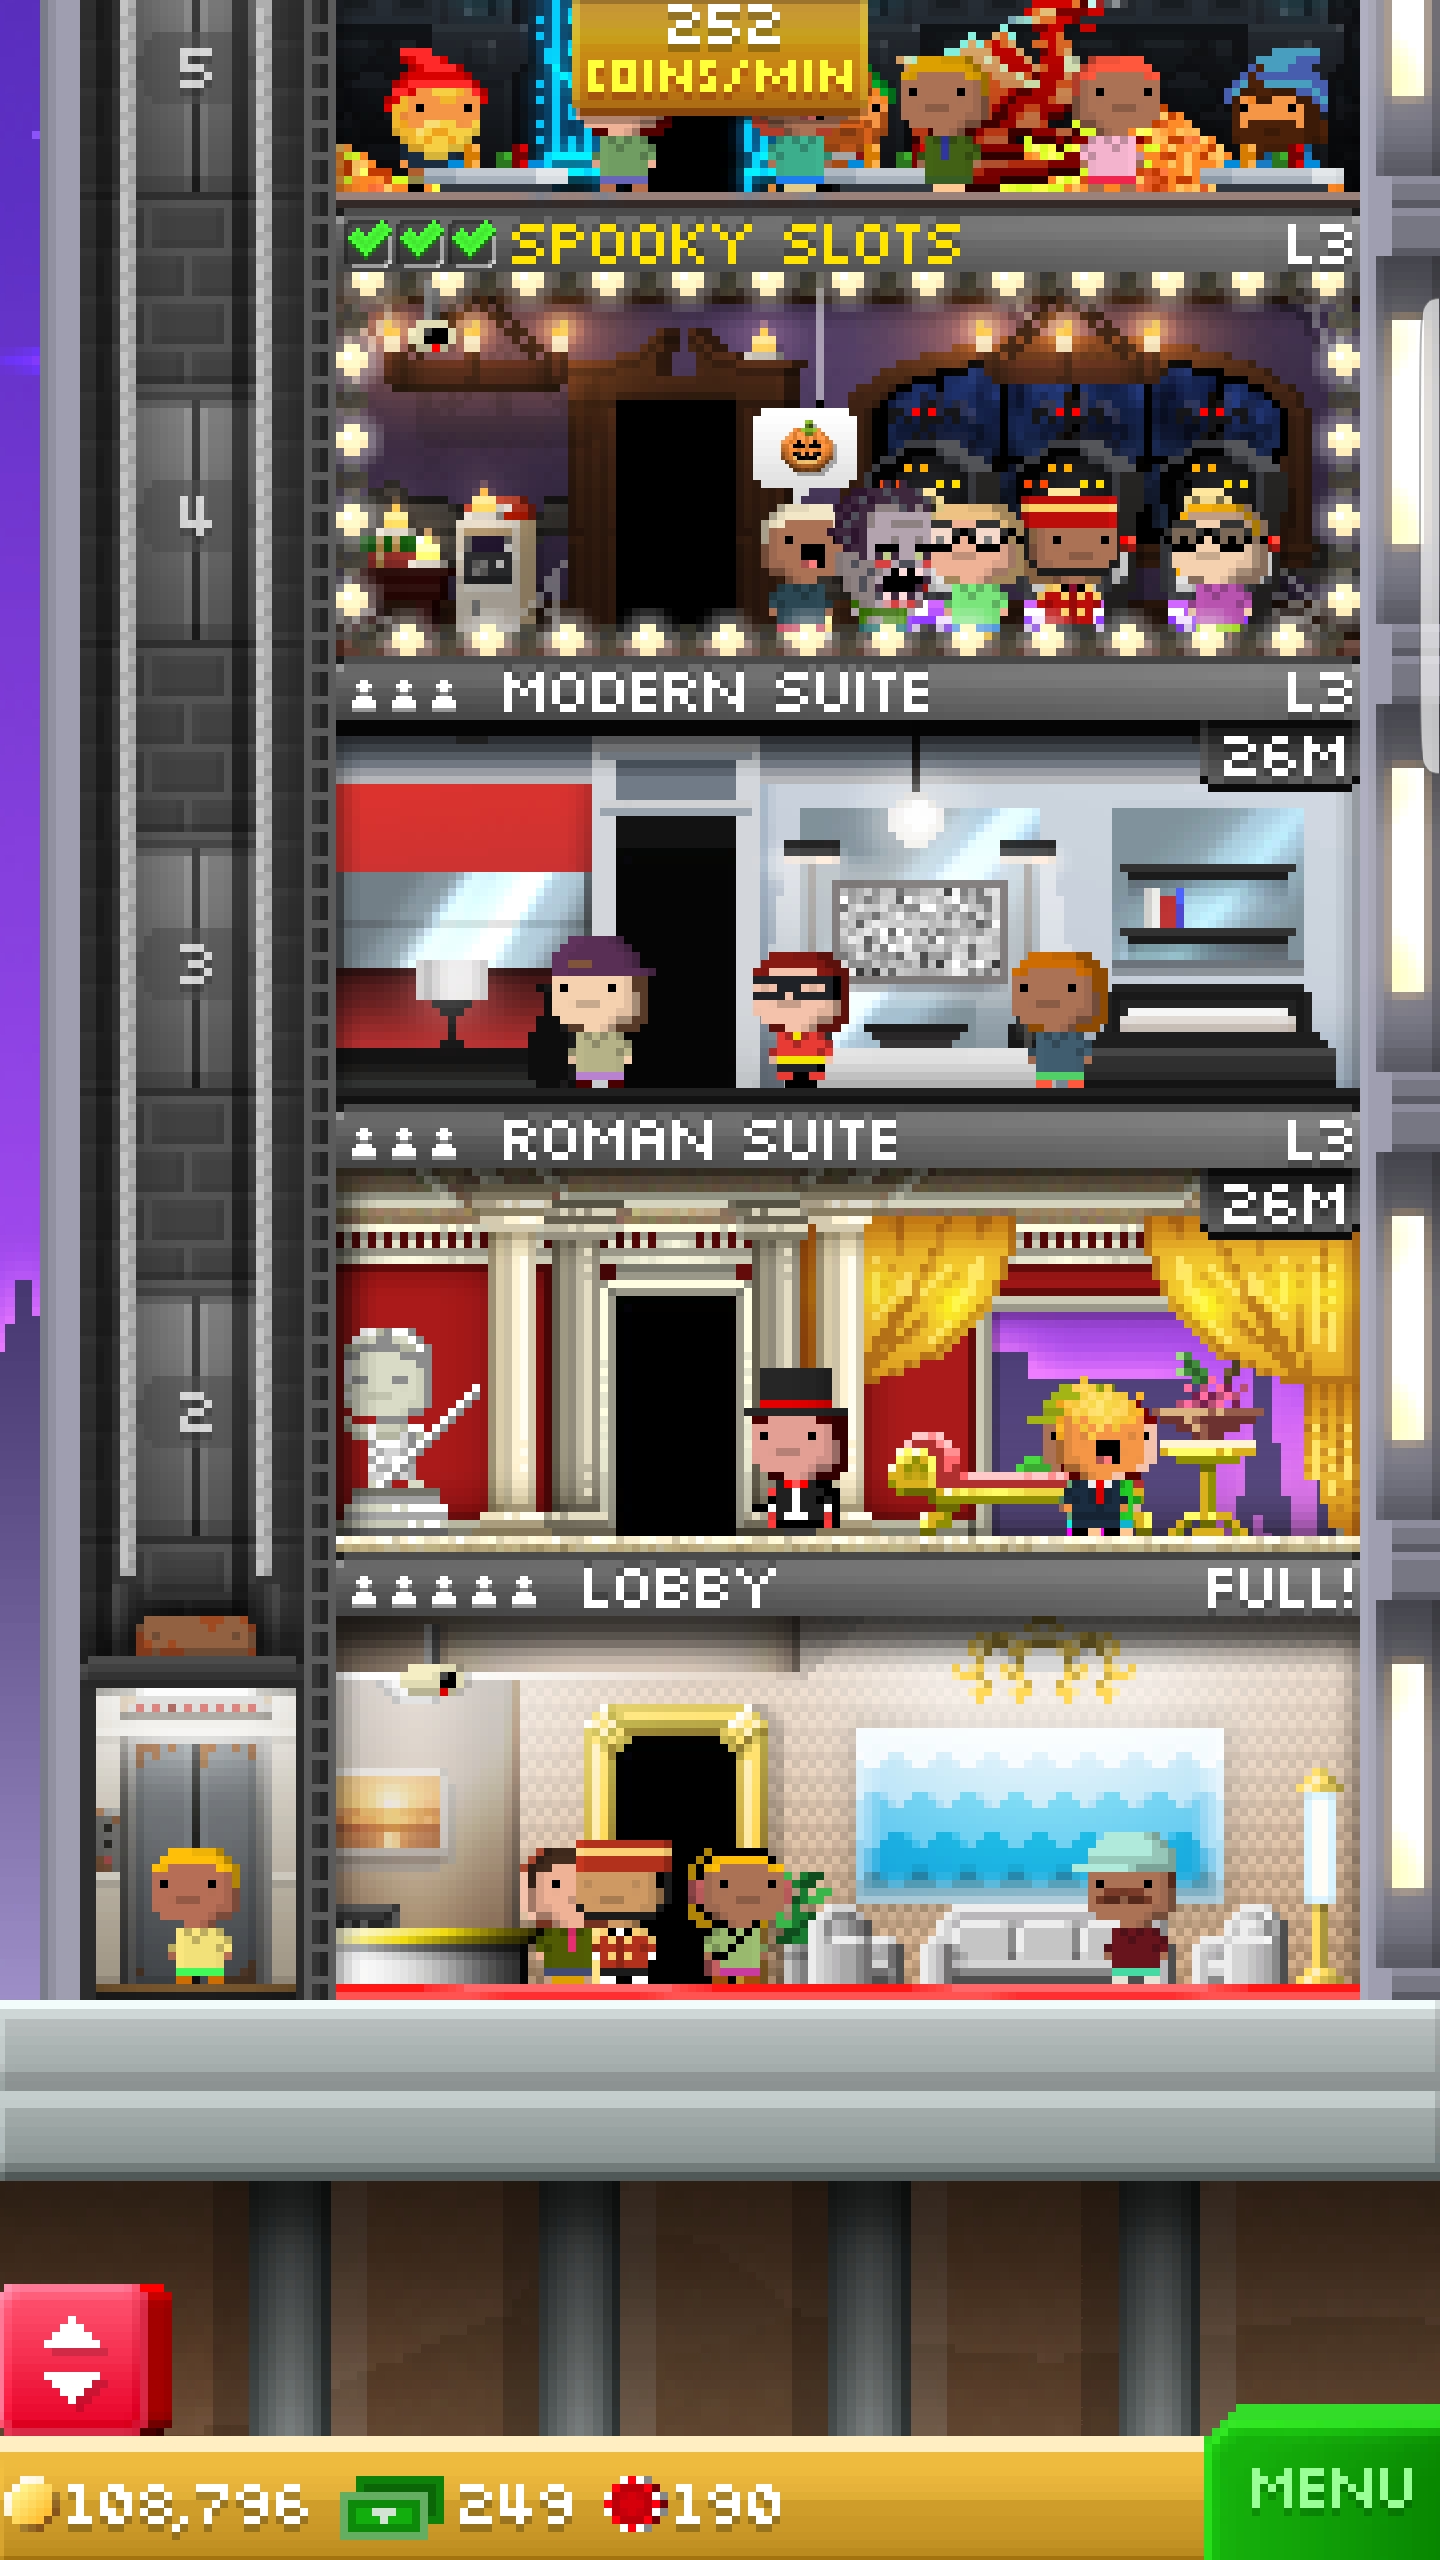 252
COINS/MIN
5
SPOOKY SLOTS L3
4
MODERN SUITE L3
26M
3
ROMAN SUITE L3
26M
2
LOBBY FULL!
108,796 249 190
MENU